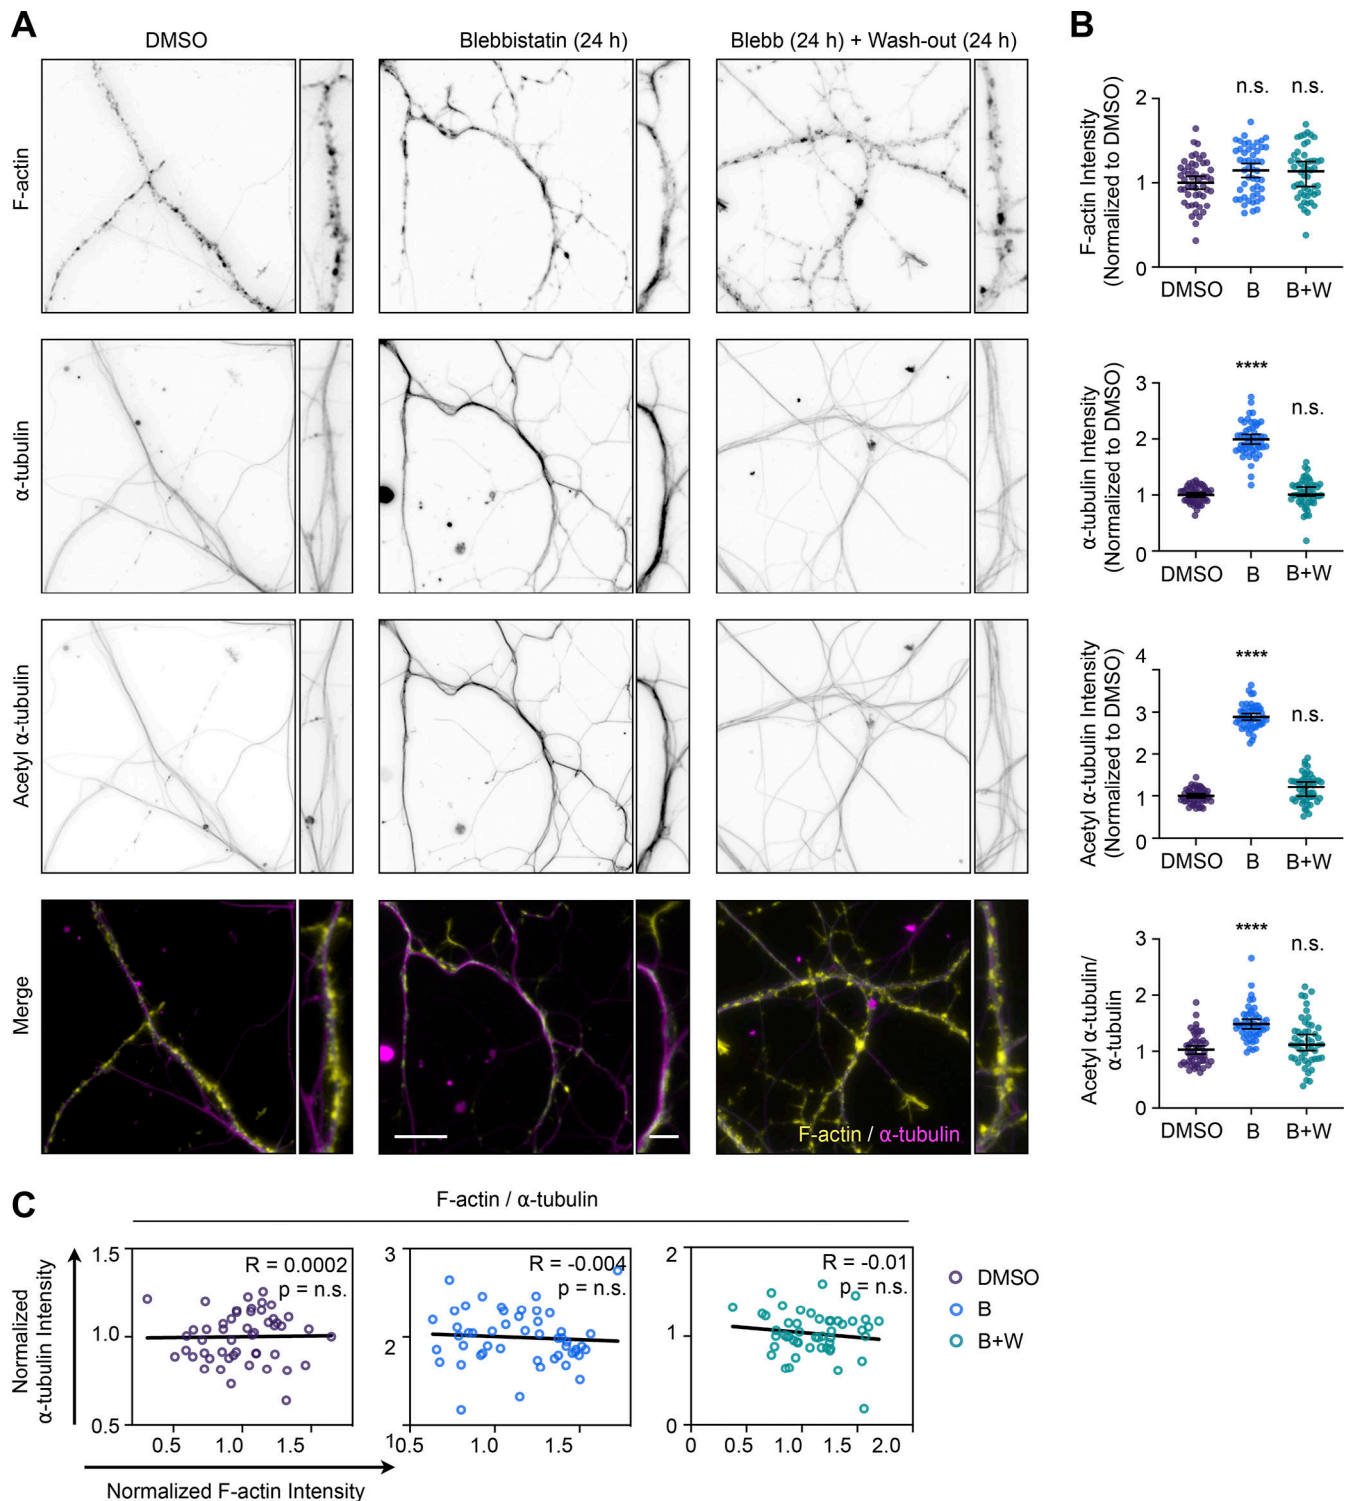 A
DMSO
Blebbistatin (24 h)
Blebb (24 h) + Wash-out (24 h)
F-actin
α-tubulin
Acetyl α-tubulin
Merge
F-actin / α-tubulin
B
F-actin Intensity
(Normalized to DMSO)
2
1
0
n.s.
n.s.
DMSO
B
B+W
α-tubulin Intensity
(Normalized to DMSO)
3
2
1
0
****
n.s.
DMSO
B
B+W
Acetyl α-tubulin Intensity
(Normalized to DMSO)
4
3
2
1
0
****
n.s.
DMSO
B
B+W
Acetyl α-tubulin/
α-tubulin
3
2
1
0
****
n.s.
DMSO
B
B+W
C
F-actin / α-tubulin
Normalized
α-tubulin Intensity
1.5
1.0
0.5
R = 0.0002
p = n.s.
0.5
1.0
1.5
3
2
1
R = -0.004
p = n.s.
0.5
1.0
1.5
2
1
0
R = -0.01
p = n.s.
0
0.5
1.0
1.5
2.0
DMSO
B
B+W
Normalized F-actin Intensity